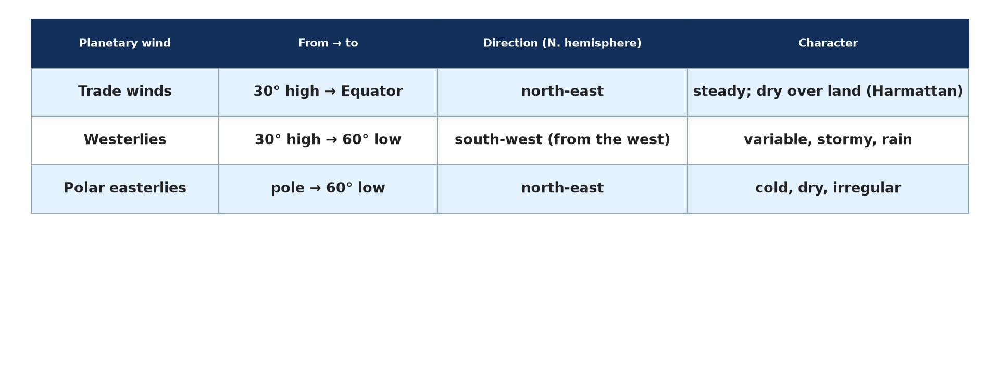 Planetary wind From → to Direction (N. hemisphere) Character
Trade winds 30° high → Equator north-east steady; dry over land (Harmattan)
Westerlies 30° high → 60° low south-west (from the west) variable, stormy, rain
Polar easterlies pole → 60° low north-east cold, dry, irregular